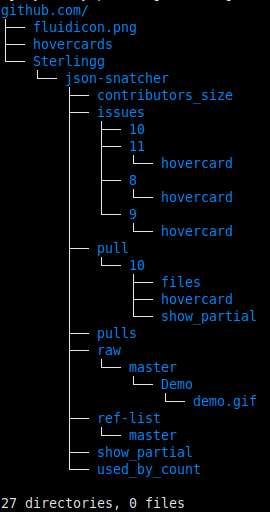 github.com/
├── fluidicon.png
├── hovercards
└── Sterlingg
    └── json-snatcher
        ├── contributors_size
        ├── issues
        │   ├── 10
        │   ├── 11
        │   │   └── hovercard
        │   ├── 8
        │   │   └── hovercard
        │   └── 9
        │       └── hovercard
        ├── pull
        │   └── 10
        │       ├── files
        │       ├── hovercard
        │       └── show_partial
        ├── pulls
        ├── raw
        │   └── master
        │       └── Demo
        │           └── demo.gif
        ├── ref-list
        │   └── master
        ├── show_partial
        └── used_by_count
27 directories, 0 files